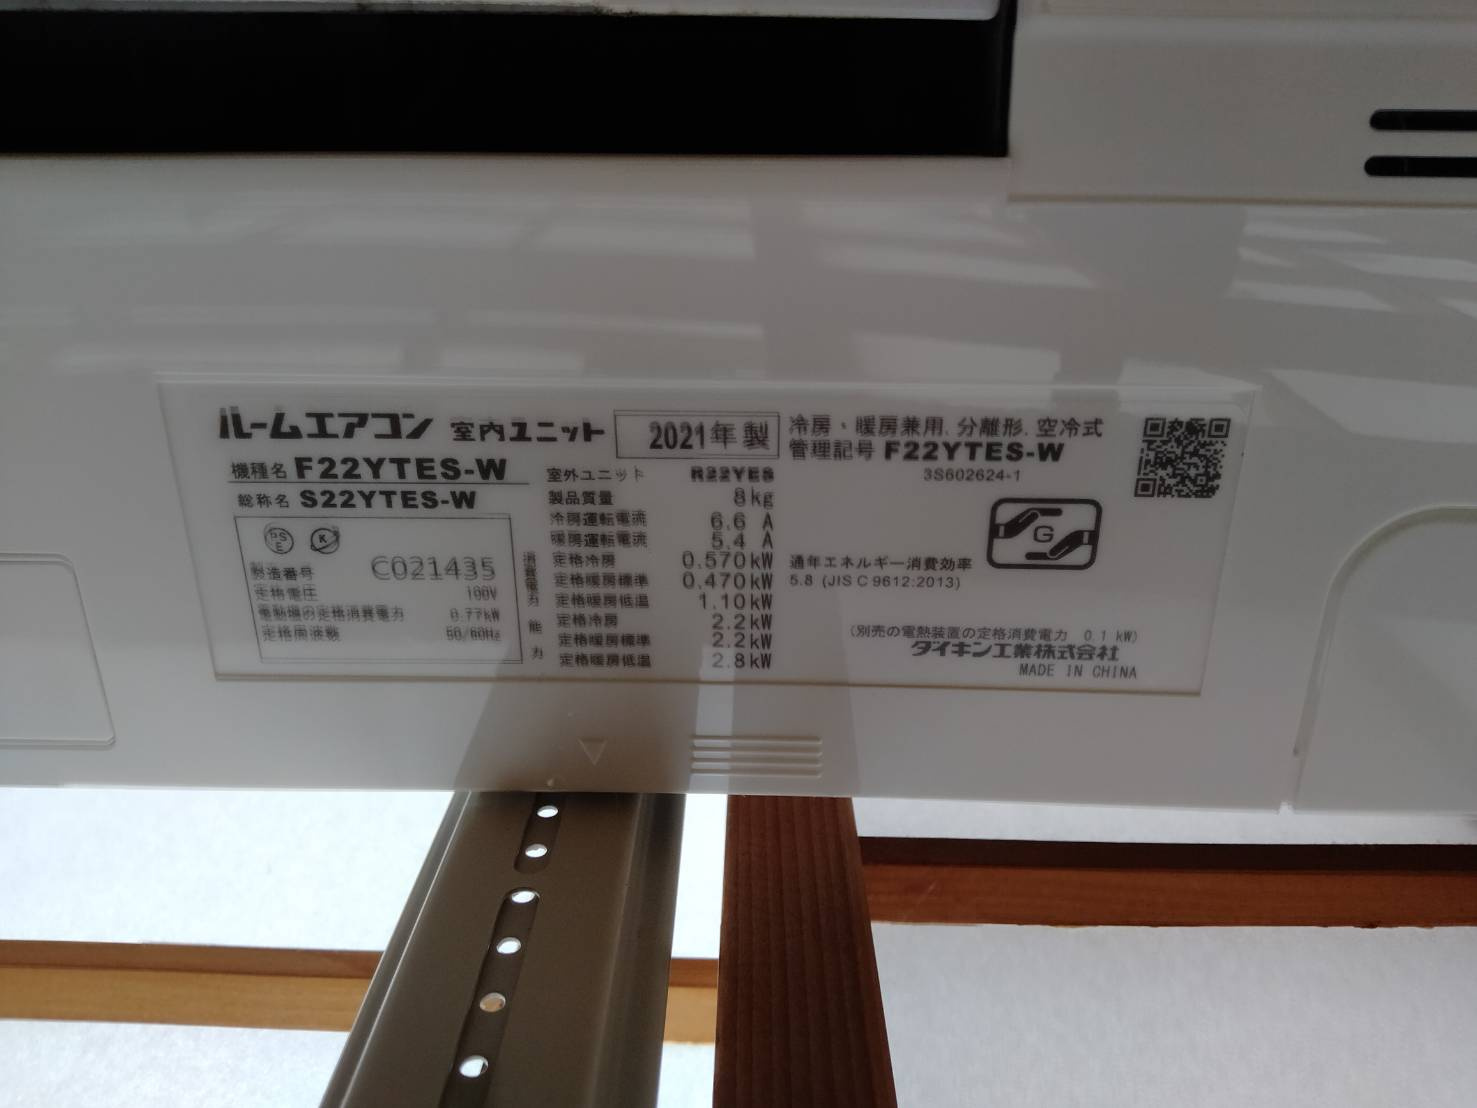 ルームエアコン 室内ユニット 2021年製 冷房・暖房兼用.分離形.空冷式
管理記号 F22YTES-W
3S602624-1
機種名 F22YTES-W
総称名 S22YTES-W
PS
E
K
製造番号 C021435
定格電圧 100V
電動機の定格消費電力 0.77kW
定格周波数 50/60Hz
室外ユニット R22YES
製品質量 8kg
冷房運転電流 6.6 A
暖房運転電流 5.4 A
消費電力
定格冷房 0.570kW
定格暖房標準 0.470kW
定格暖房低温 1.10kW
能力
定格冷房 2.2kW
定格暖房標準 2.2kW
定格暖房低温 2.8kW
G
通年エネルギー消費効率
5.8 (JIS C 9612:2013)
(別売の電熱装置の定格消費電力 0.1 kW)
ダイキン工業株式会社
MADE IN CHINA